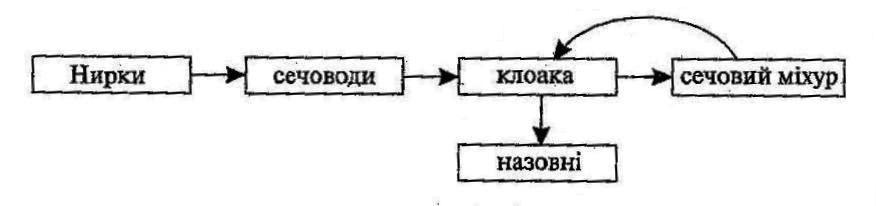 Нирки
сечоводи
клоака
сечовий міхур
назовні